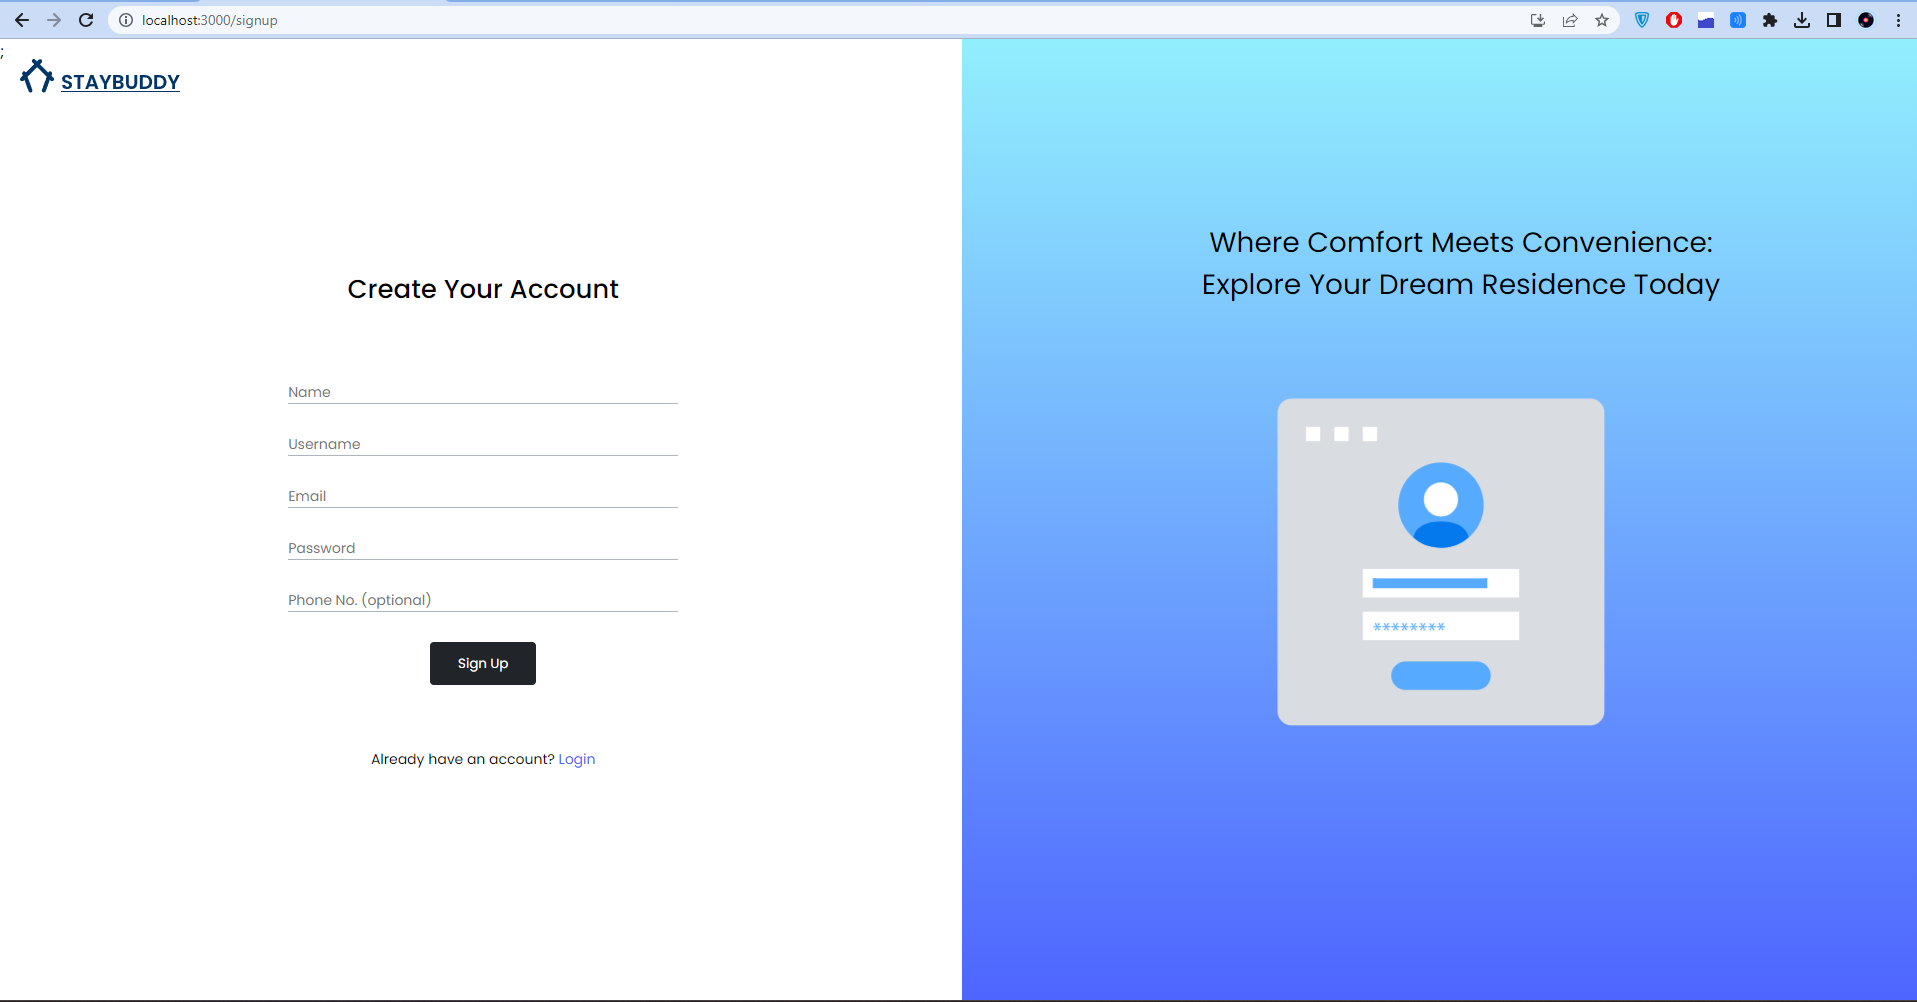 localhost:3000/signup
;
STAYBUDDY
Create Your Account
Name
Username
Email
Password
Phone No. (optional)
Sign Up
Already have an account? Login
Where Comfort Meets Convenience:
Explore Your Dream Residence Today
********